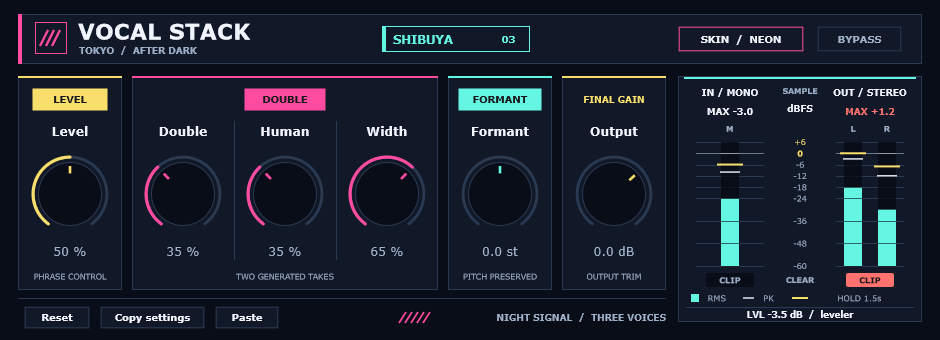 VOCAL STACK
TOKYO / AFTER DARK
SHIBUYA 03
SKIN / NEON
BYPASS
LEVEL
Level
50 %
PHRASE CONTROL
DOUBLE
Double Human Width
35 % 35 % 65 %
TWO GENERATED TAKES
FORMANT
Formant
0.0 st
PITCH PRESERVED
FINAL GAIN
Output
0.0 dB
OUTPUT TRIM
IN / MONO SAMPLE OUT / STEREO
MAX -3.0 dBFS MAX +1.2
M L R
+6
0
-6
-12
-18
-24
-36
-48
-60
CLIP CLEAR CLIP
RMS PK HOLD 1.5s
LVL -3.5 dB / leveler
Reset Copy settings Paste
NIGHT SIGNAL / THREE VOICES